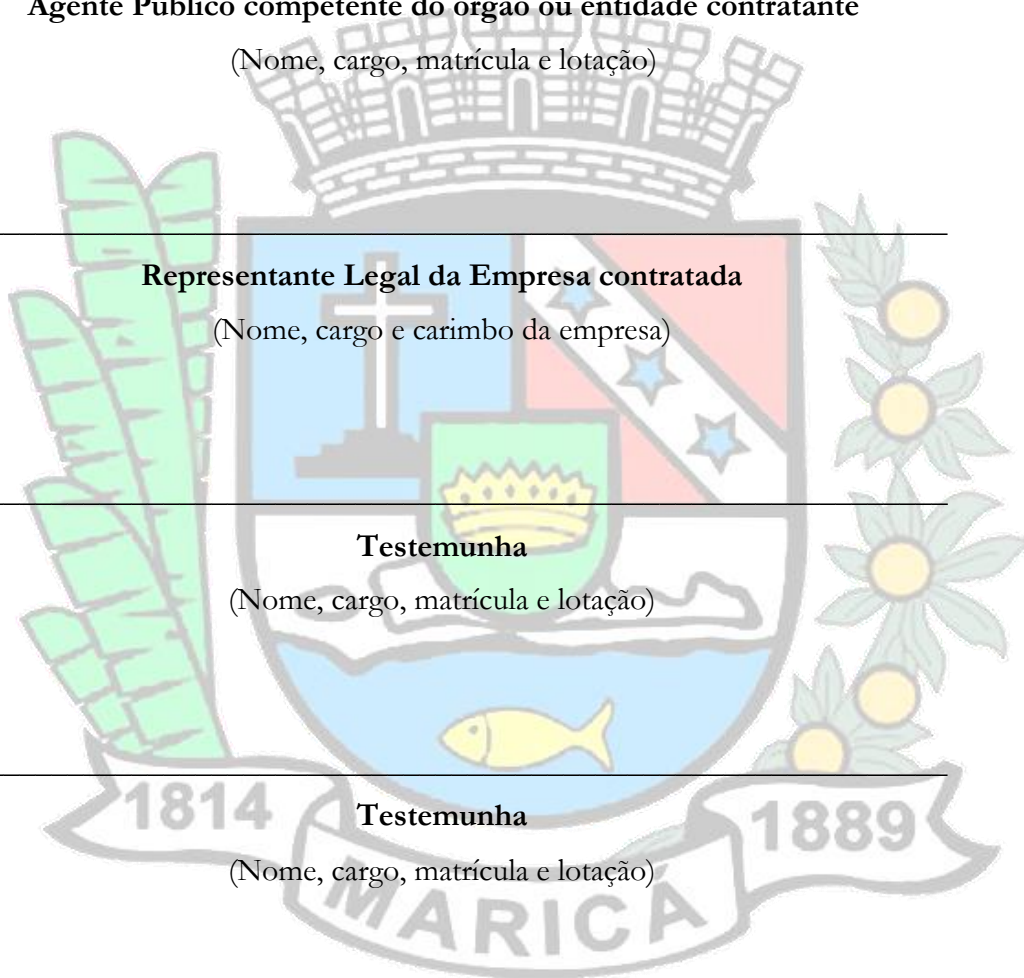 Agente Público competente do órgão ou entidade contratante
(Nome, cargo, matrícula e lotação)
Representante Legal da Empresa contratada
(Nome, cargo e carimbo da empresa)
Testemunha
(Nome, cargo, matrícula e lotação)
Testemunha
(Nome, cargo, matrícula e lotação)
1814
1889
MARICÁ